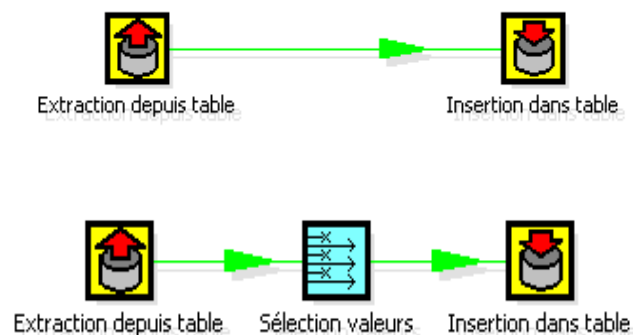 Extraction depuis table
Insertion dans table
Extraction depuis table
Sélection valeurs
Insertion dans table